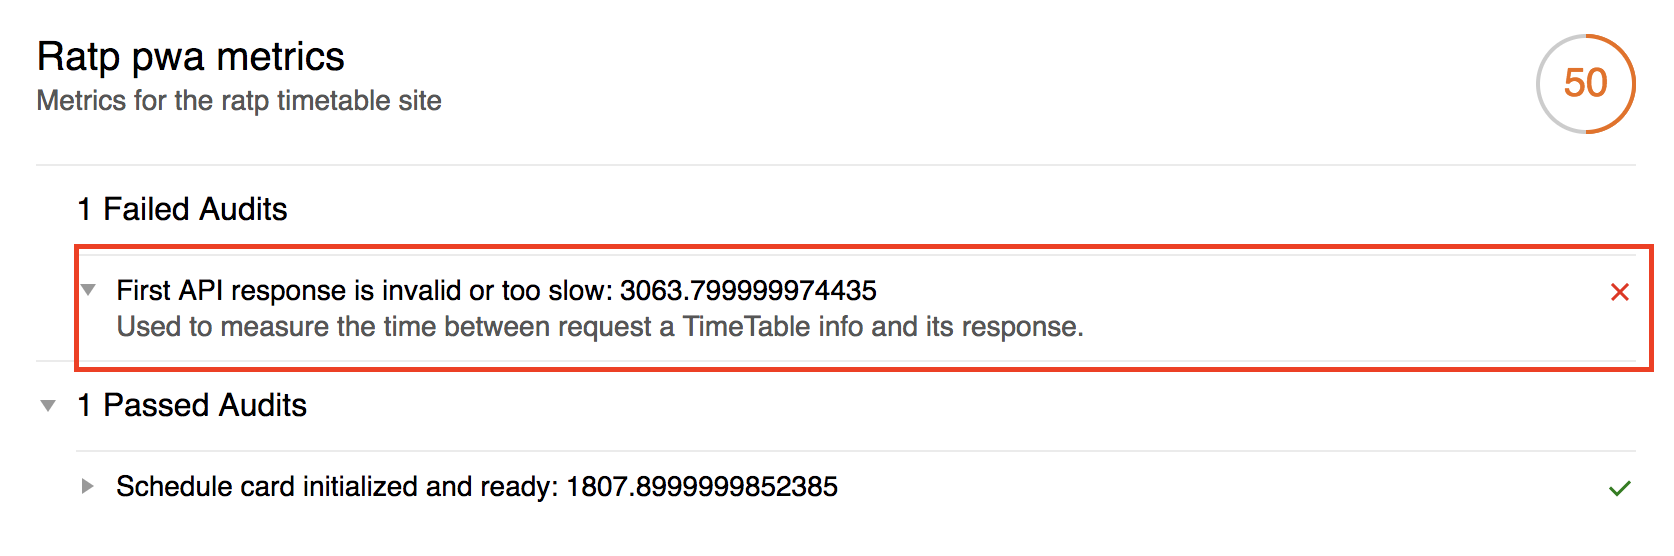 Ratp pwa metrics
Metrics for the ratp timetable site
50
1 Failed Audits
First API response is invalid or too slow: 3063.799999974435
Used to measure the time between request a TimeTable info and its response.
1 Passed Audits
Schedule card initialized and ready: 1807.8999999852385